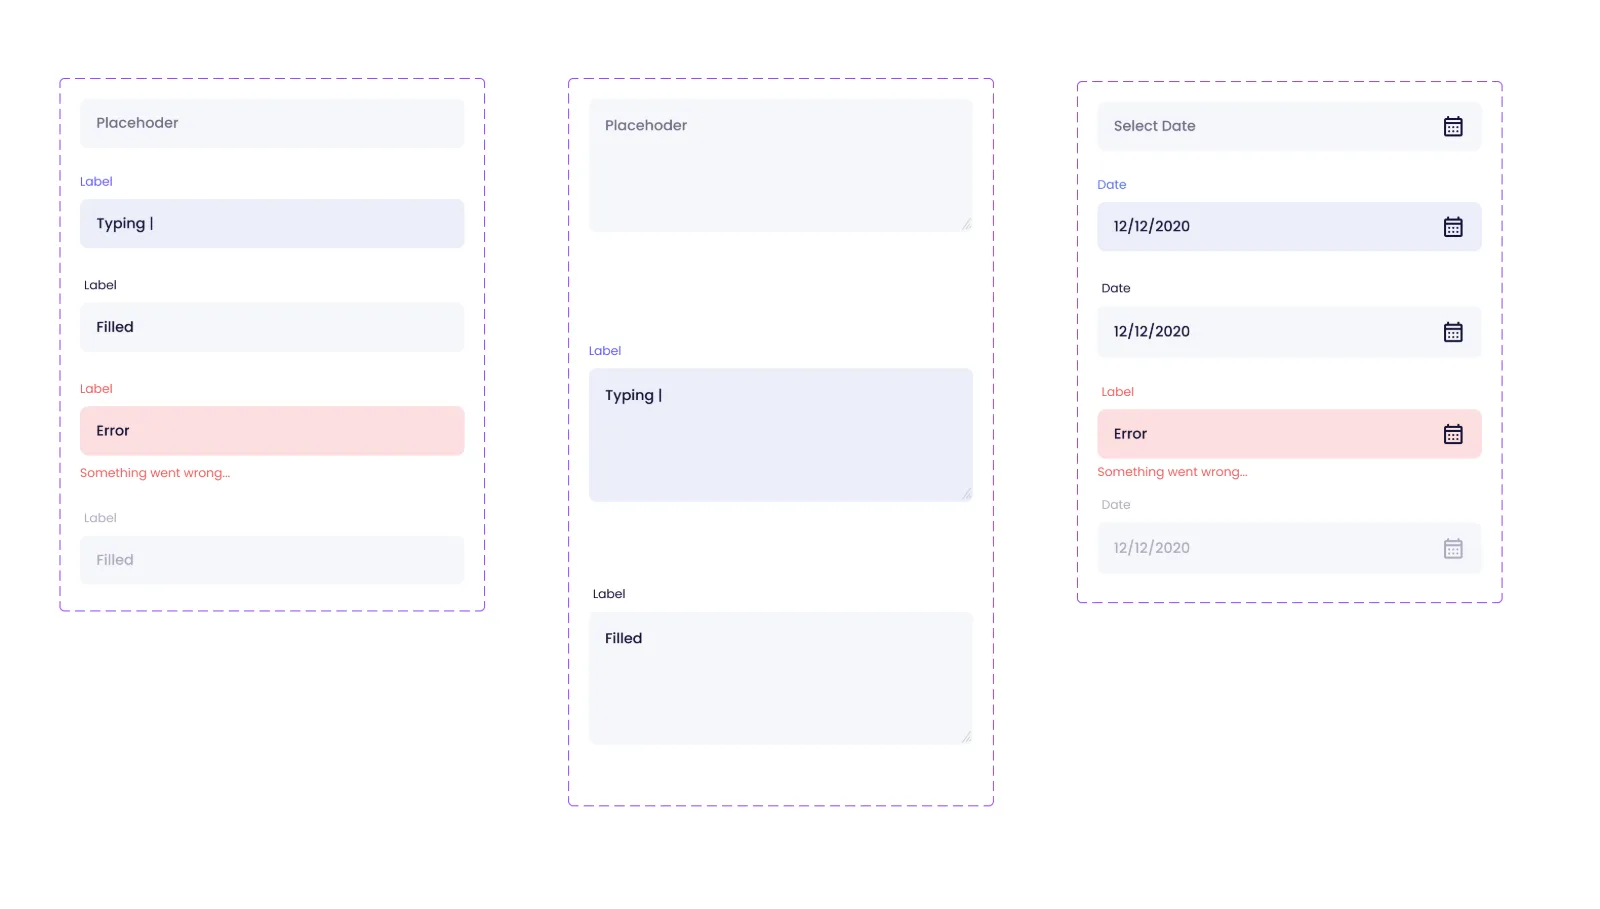 Placehoder
Label
Typing |
Label
Filled
Label
Error
Something went wrong...
Label
Filled
Placehoder
Label
Typing |
Label
Filled
Select Date
Date
12/12/2020
Date
12/12/2020
Label
Error
Something went wrong...
Date
12/12/2020